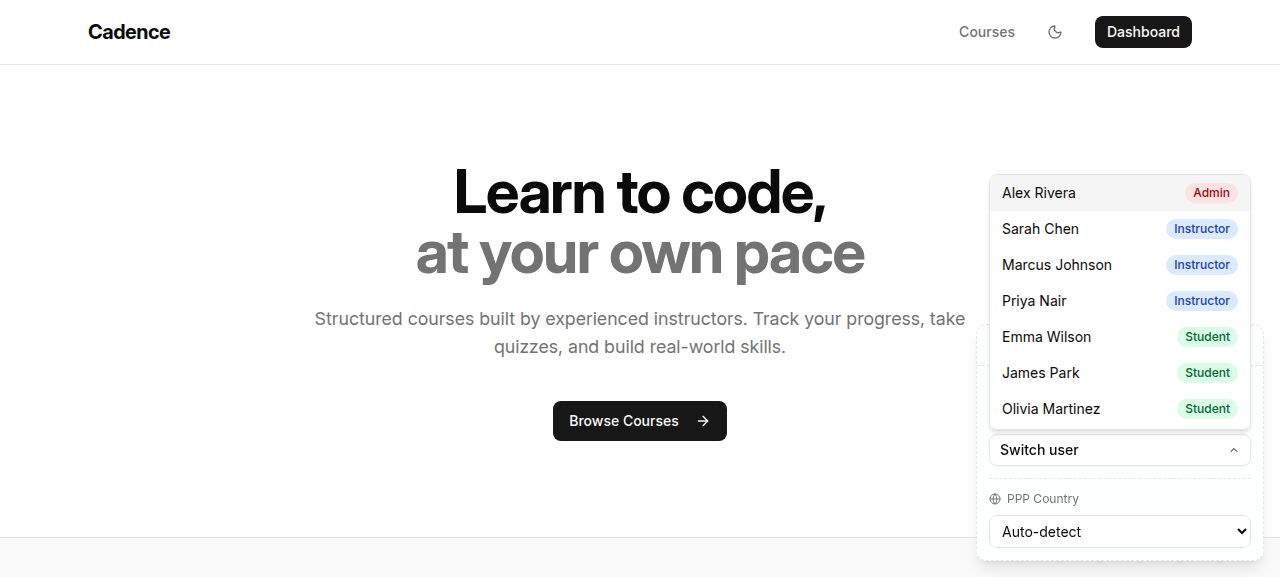 Cadence
Courses
Dashboard
Learn to code,
at your own pace
Structured courses built by experienced instructors. Track your progress, take
quizzes, and build real-world skills.
Browse Courses
Alex Rivera Admin
Sarah Chen Instructor
Marcus Johnson Instructor
Priya Nair Instructor
Emma Wilson Student
James Park Student
Olivia Martinez Student
Switch user
PPP Country
Auto-detect